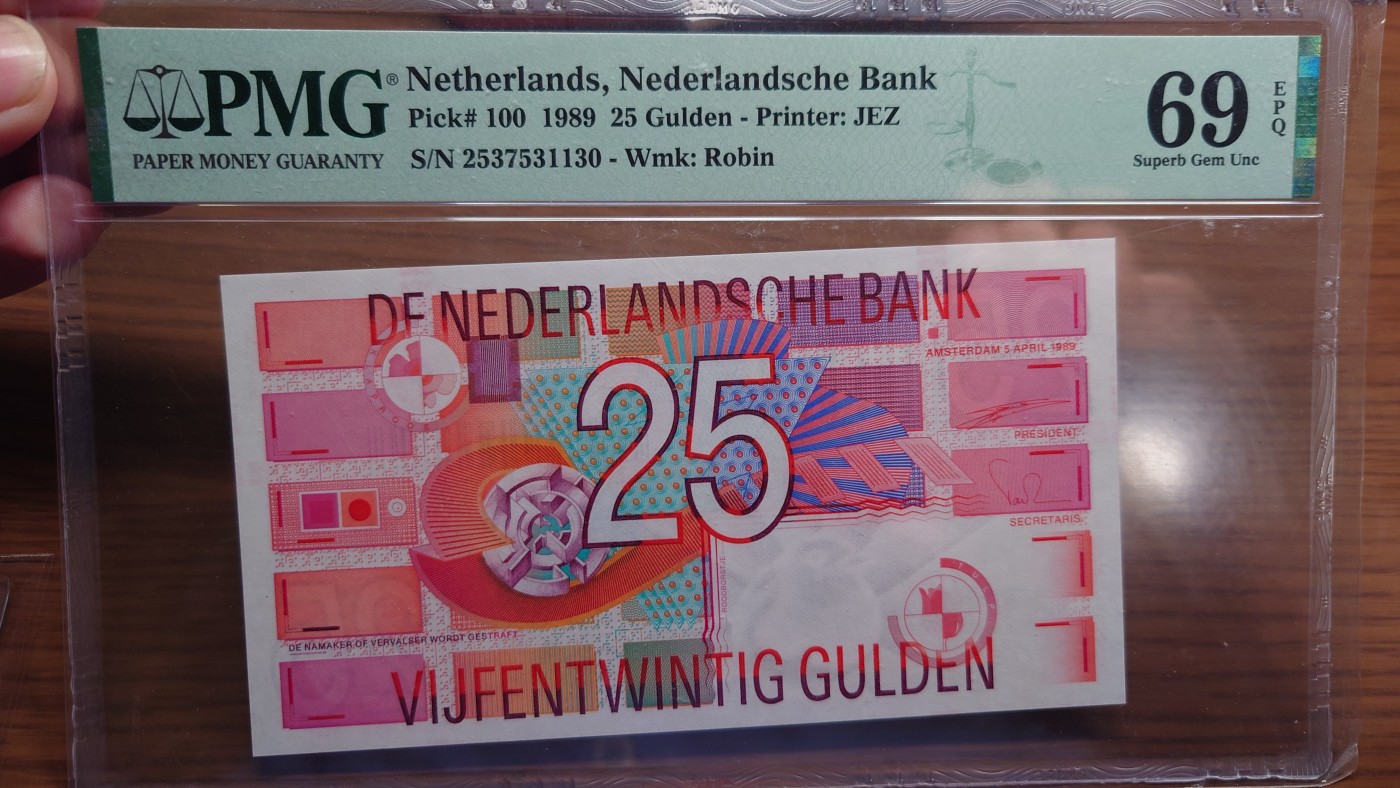 PMG®
PAPER MONEY GUARANTY
Netherlands, Nederlandsche Bank
Pick# 100 1989 25 Gulden - Printer: JEZ
S/N 2537531130 - Wmk: Robin
69
EPQ
Superb Gem Unc
DE NEDERLANDSCHE BANK
AMSTERDAM 5 APRIL 1989
25
PRESIDENT
SECRETARIS
ROODBORSTJE
DE NAMAKER OF VERVALSER WORDT GESTRAFT
VIJFENTWINTIG GULDEN